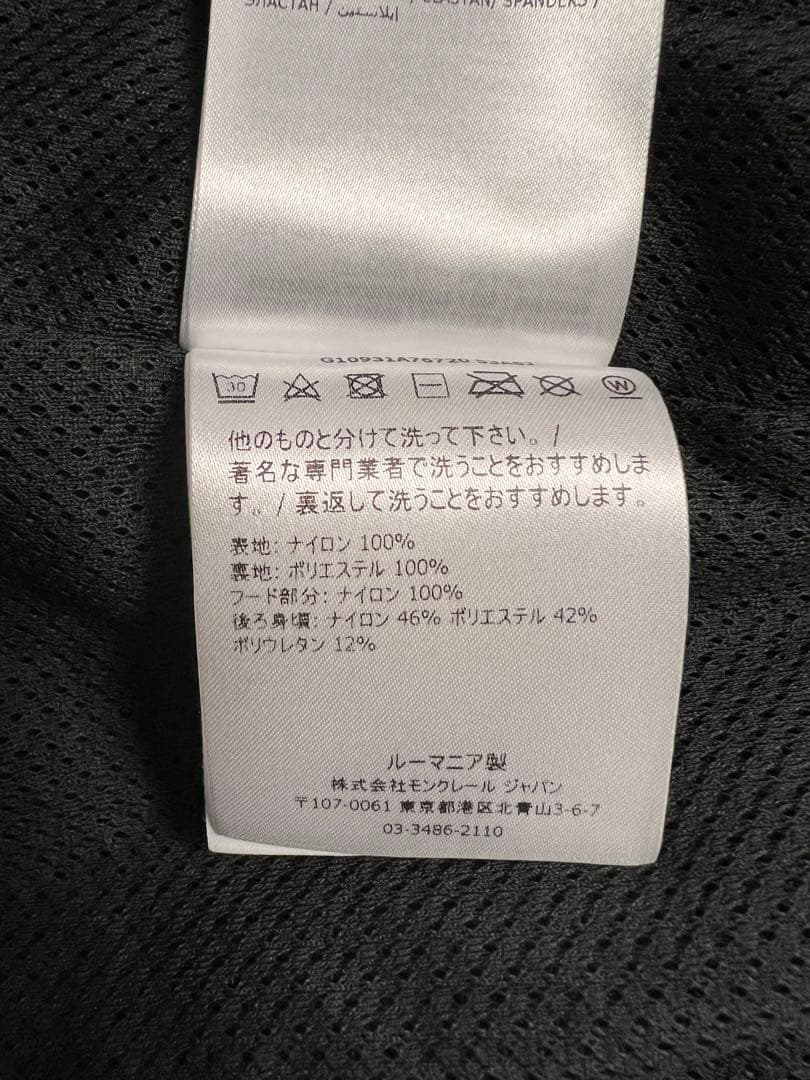 ЭЛАСТАН / إيلاستين / ELASTAN/ SPANDEKS /
G10931A76720 539S1
30
W
他のものと分けて洗って下さい。/
著名な専門業者で洗うことをおすすめしま
す。/ 裏返して洗うことをおすすめします。
表地: ナイロン 100%
裏地: ポリエステル 100%
フード部分: ナイロン 100%
後ろ身頃: ナイロン 46% ポリエステル 42%
ポリウレタン 12%
ルーマニア製
株式会社モンクレール ジャパン
〒107-0061 東京都港区北青山3-6-7
03-3486-2110